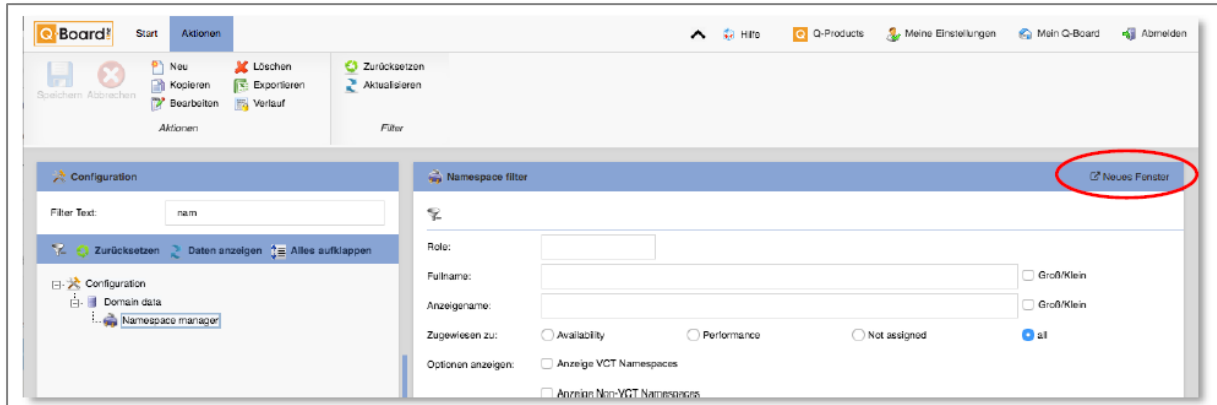 Q-Board! Start Aktionen Hilfe Q-Products Meine Einstellungen Mein Q-Board Abmelden
Speichern Abbrechen
Neu Löschen
Kopieren Exportieren
Bearbeiten Verlauf
Aktionen
Zurücksetzen
Aktualisieren
Filter
Configuration
Filter Text: nam
Zurücksetzen Daten anzeigen Alles aufklappen
Configuration
Domain data
Namespace manager
Namespace filter Neues Fenster
Role:
Fullname: Groß/Klein
Anzeigename: Groß/Klein
Zugewiesen zu: Availability Performance Not assigned all
Optionen anzeigen: Anzeige VCT Namespaces
Anzeige Non-VCT Namespaces